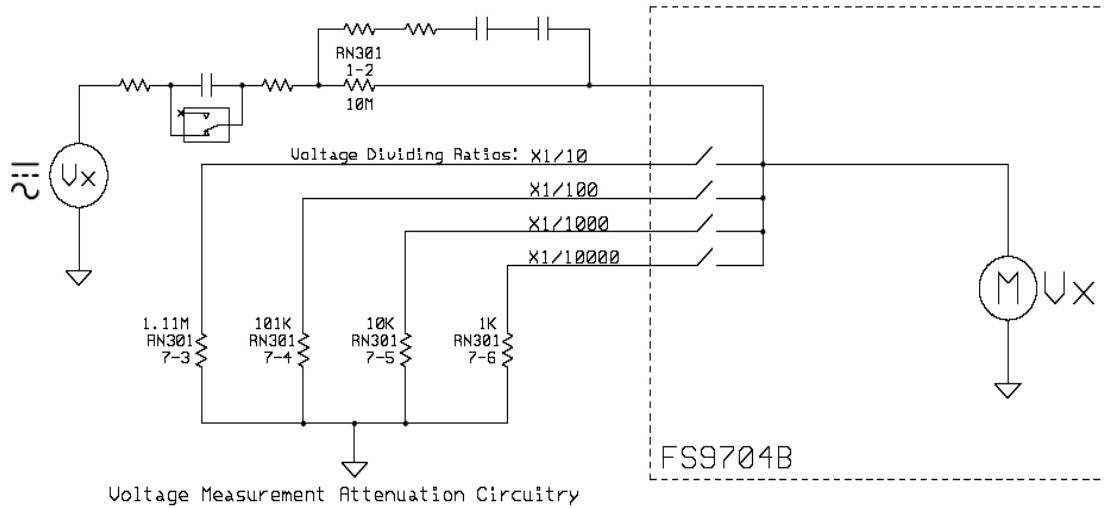 RN301
1-2
10M
Vx
Voltage Dividing Ratios: X1/10
X1/100
X1/1000
X1/10000
M Vx
1.11M
RN301
7-3
101K
RN301
7-4
10K
RN301
7-5
1K
RN301
7-6
FS9704B
Voltage Measurement Attenuation Circuitry